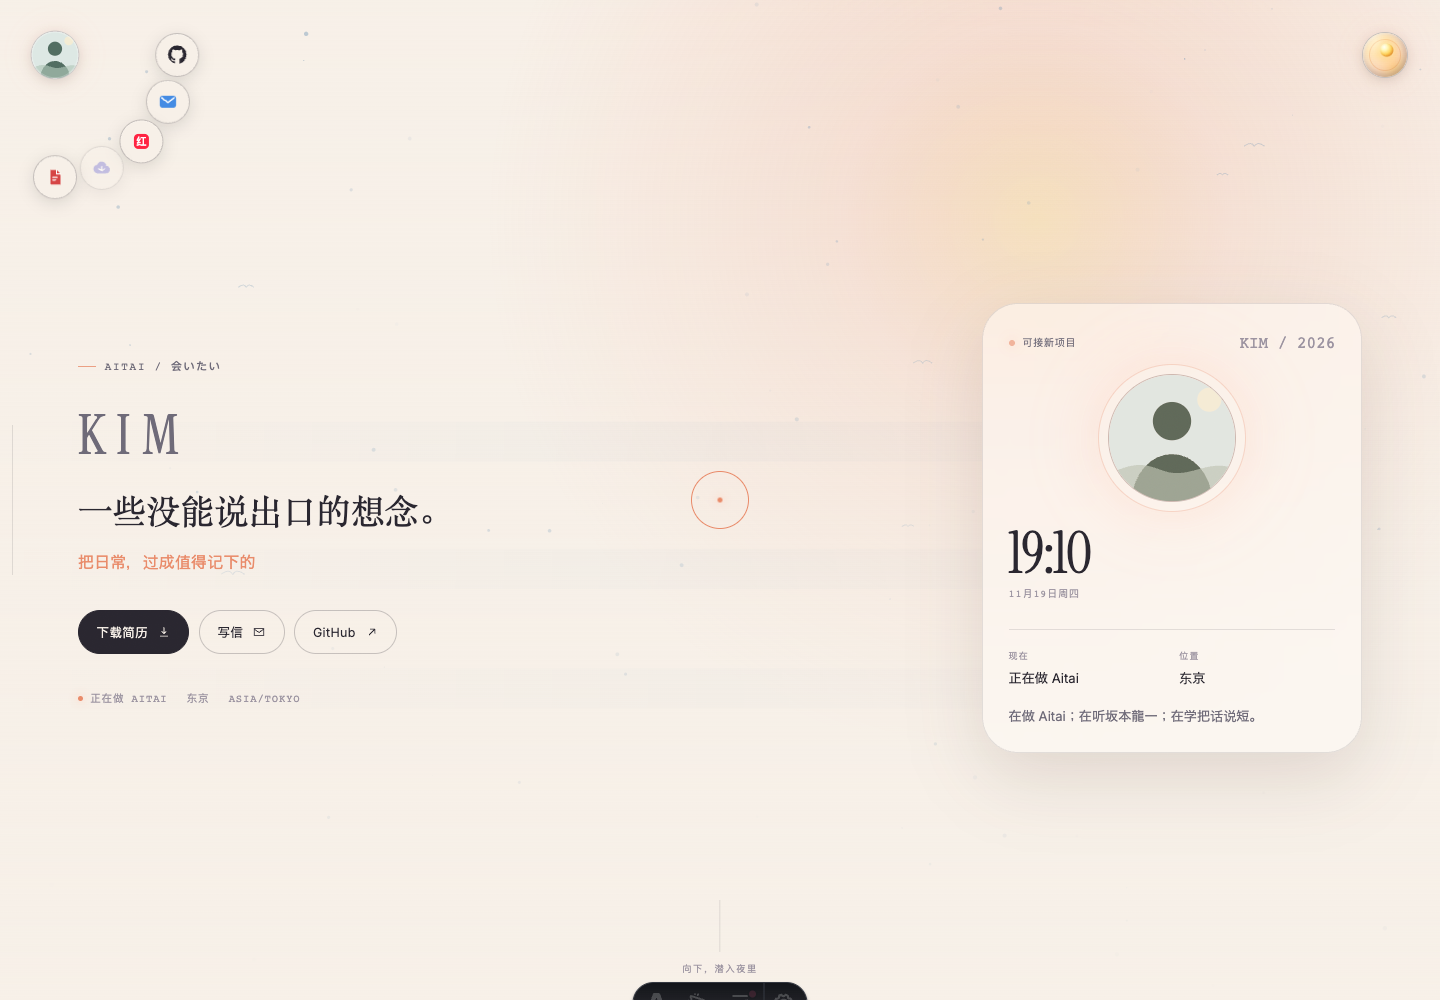 红
AITAI / 会いたい
KIM
一些没能说出口的想念。
把日常，过成值得记下的
下载简历
写信
GitHub
正在做 AITAI 东京 ASIA/TOKYO
可接新项目
KIM / 2026
19:10
11月19日周四
现在
位置
正在做 Aitai
东京
在做 Aitai；在听坂本龍一；在学把话说短。
向下，潜入夜里